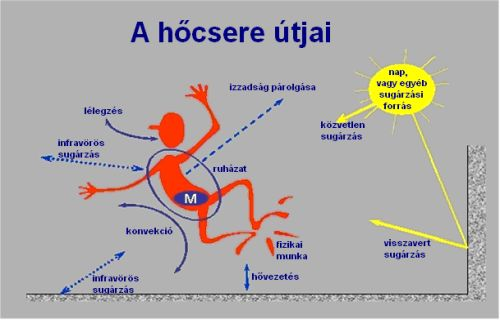 A hőcsere útjai
nap,
vagy egyéb
sugárzási
forrás
izzadság párolgása
lélegzés
közvetlen
sugárzás
infravörös
sugárzás
ruházat
M
konvekció
fizikai
munka
visszavert
sugárzás
infravörös
sugárzás
hövezetés